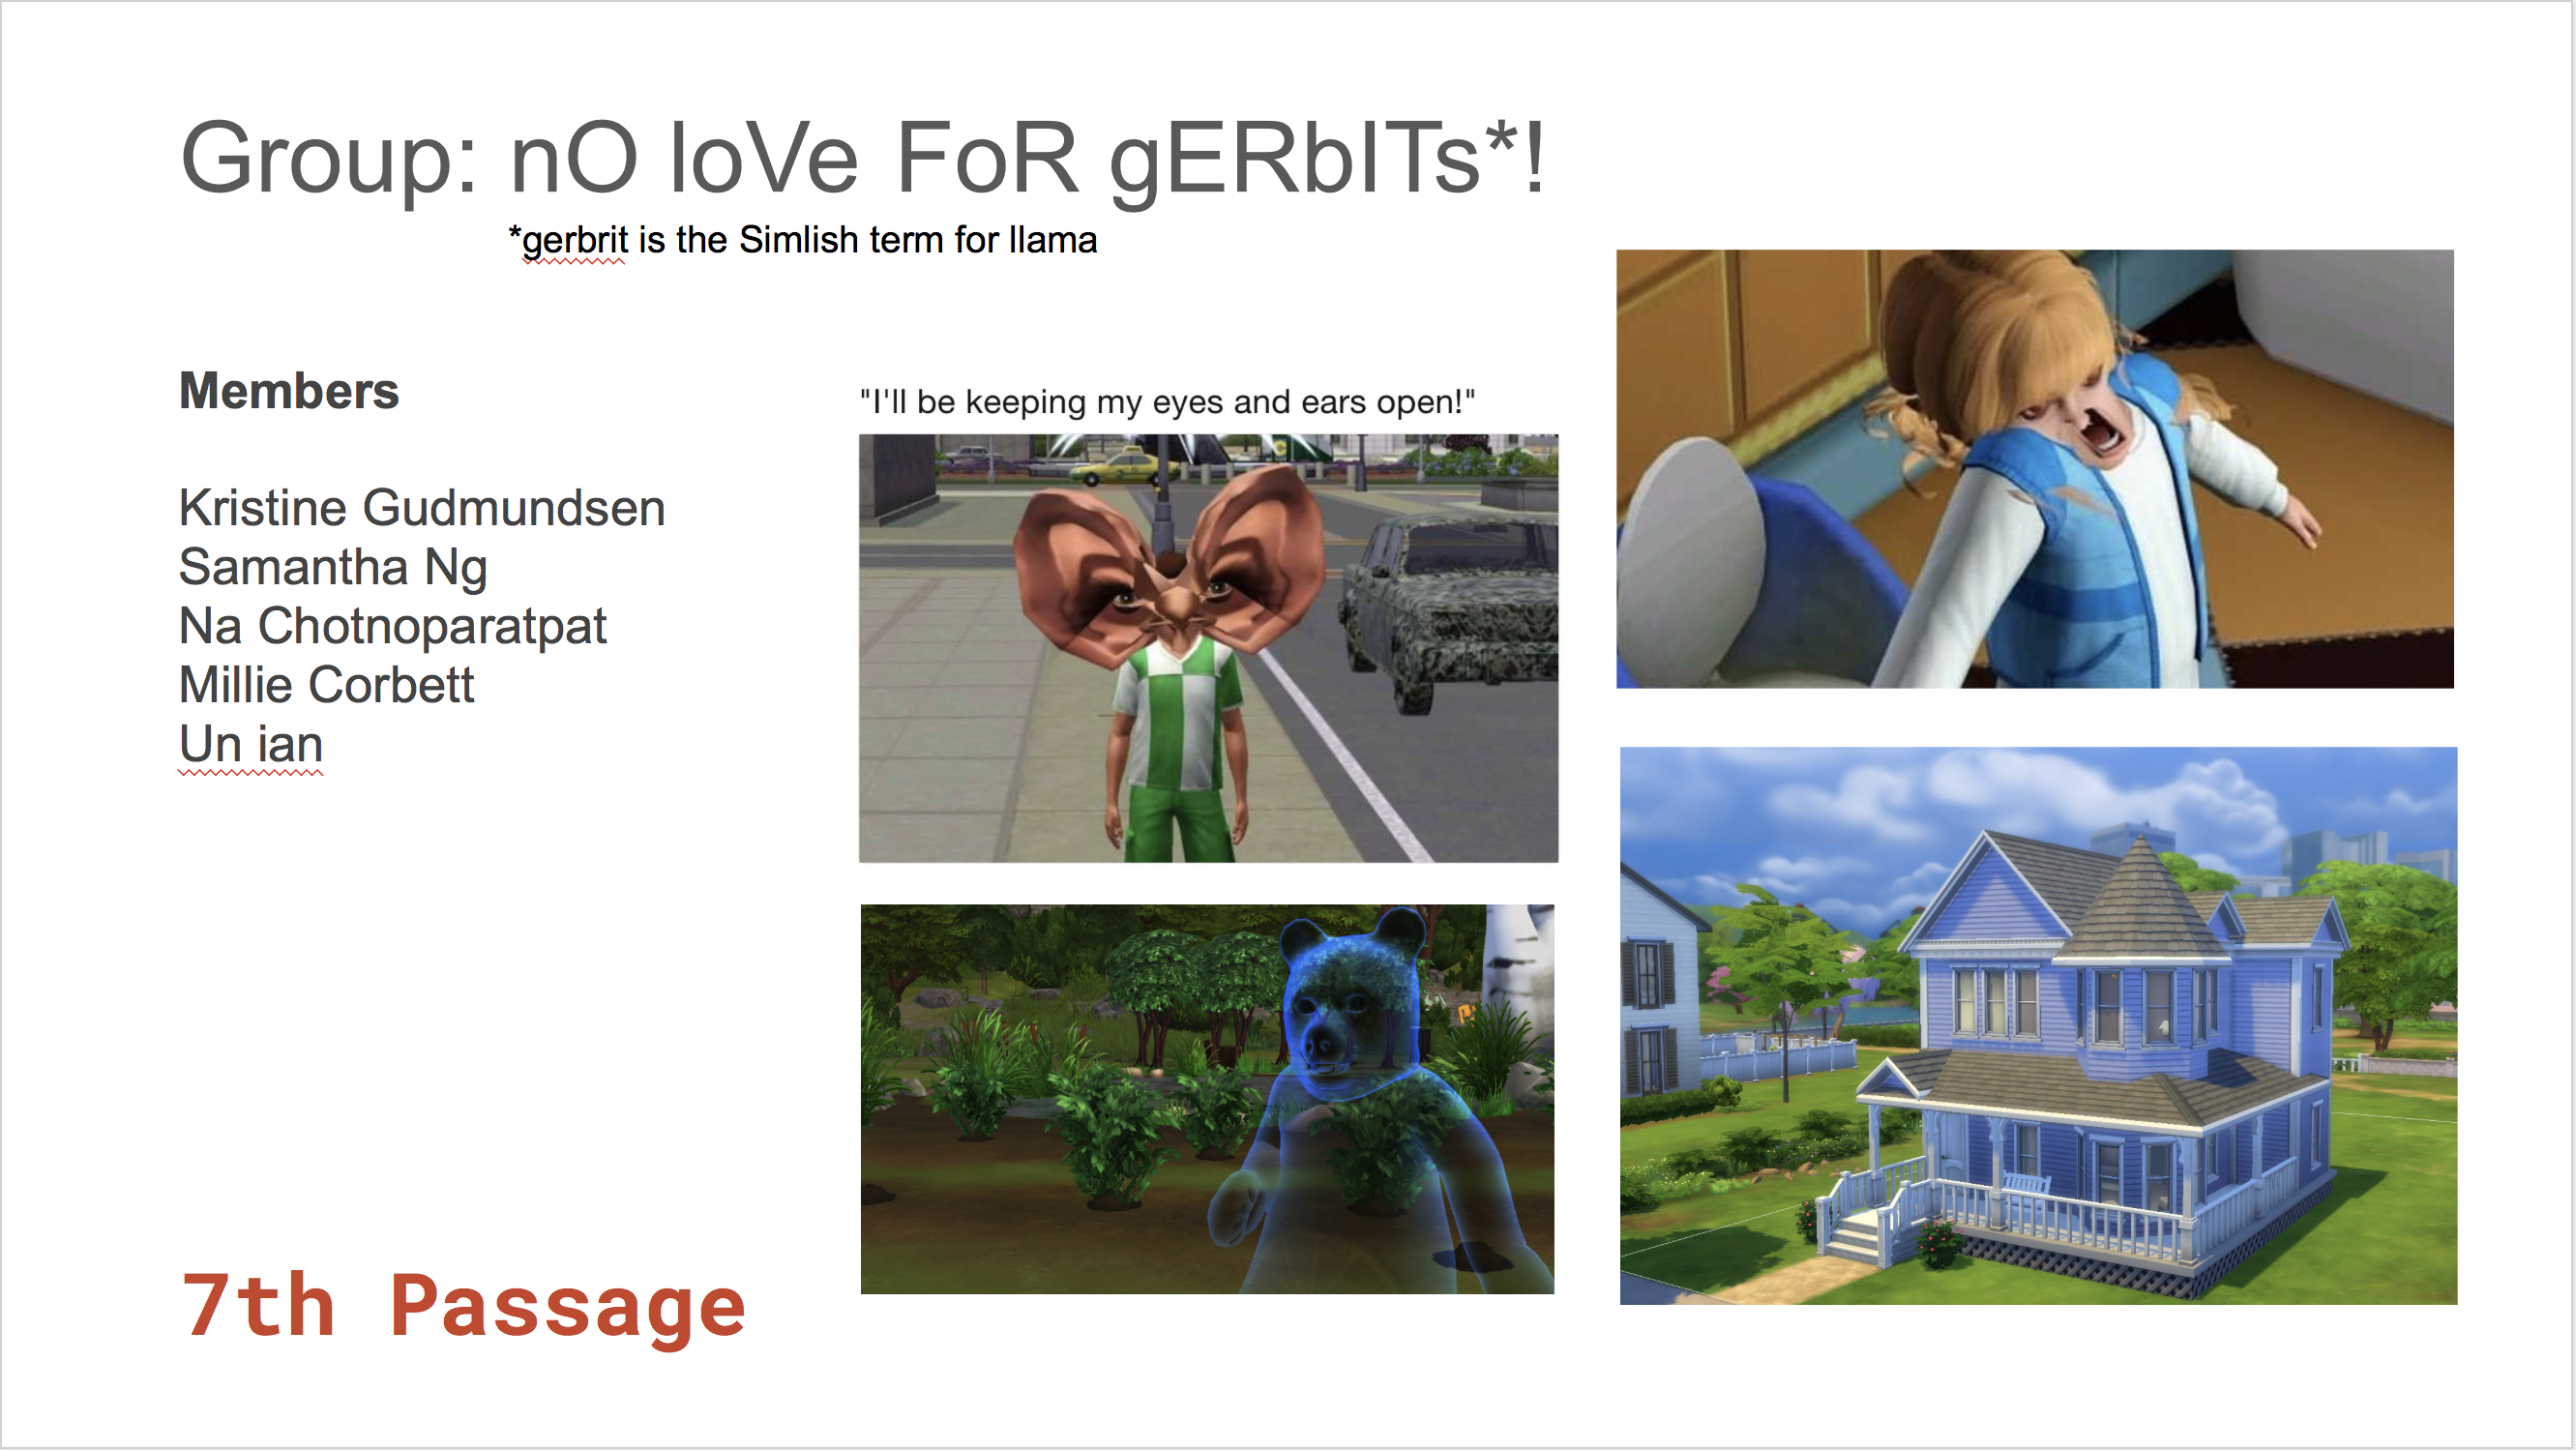 Group: nO loVe FoR gERbITs*!
*gerbrit is the Simlish term for llama
Members
Kristine Gudmundsen
Samantha Ng
Na Chotnoparatpat
Millie Corbett
Un ian
7th Passage
"I'll be keeping my eyes and ears open!"